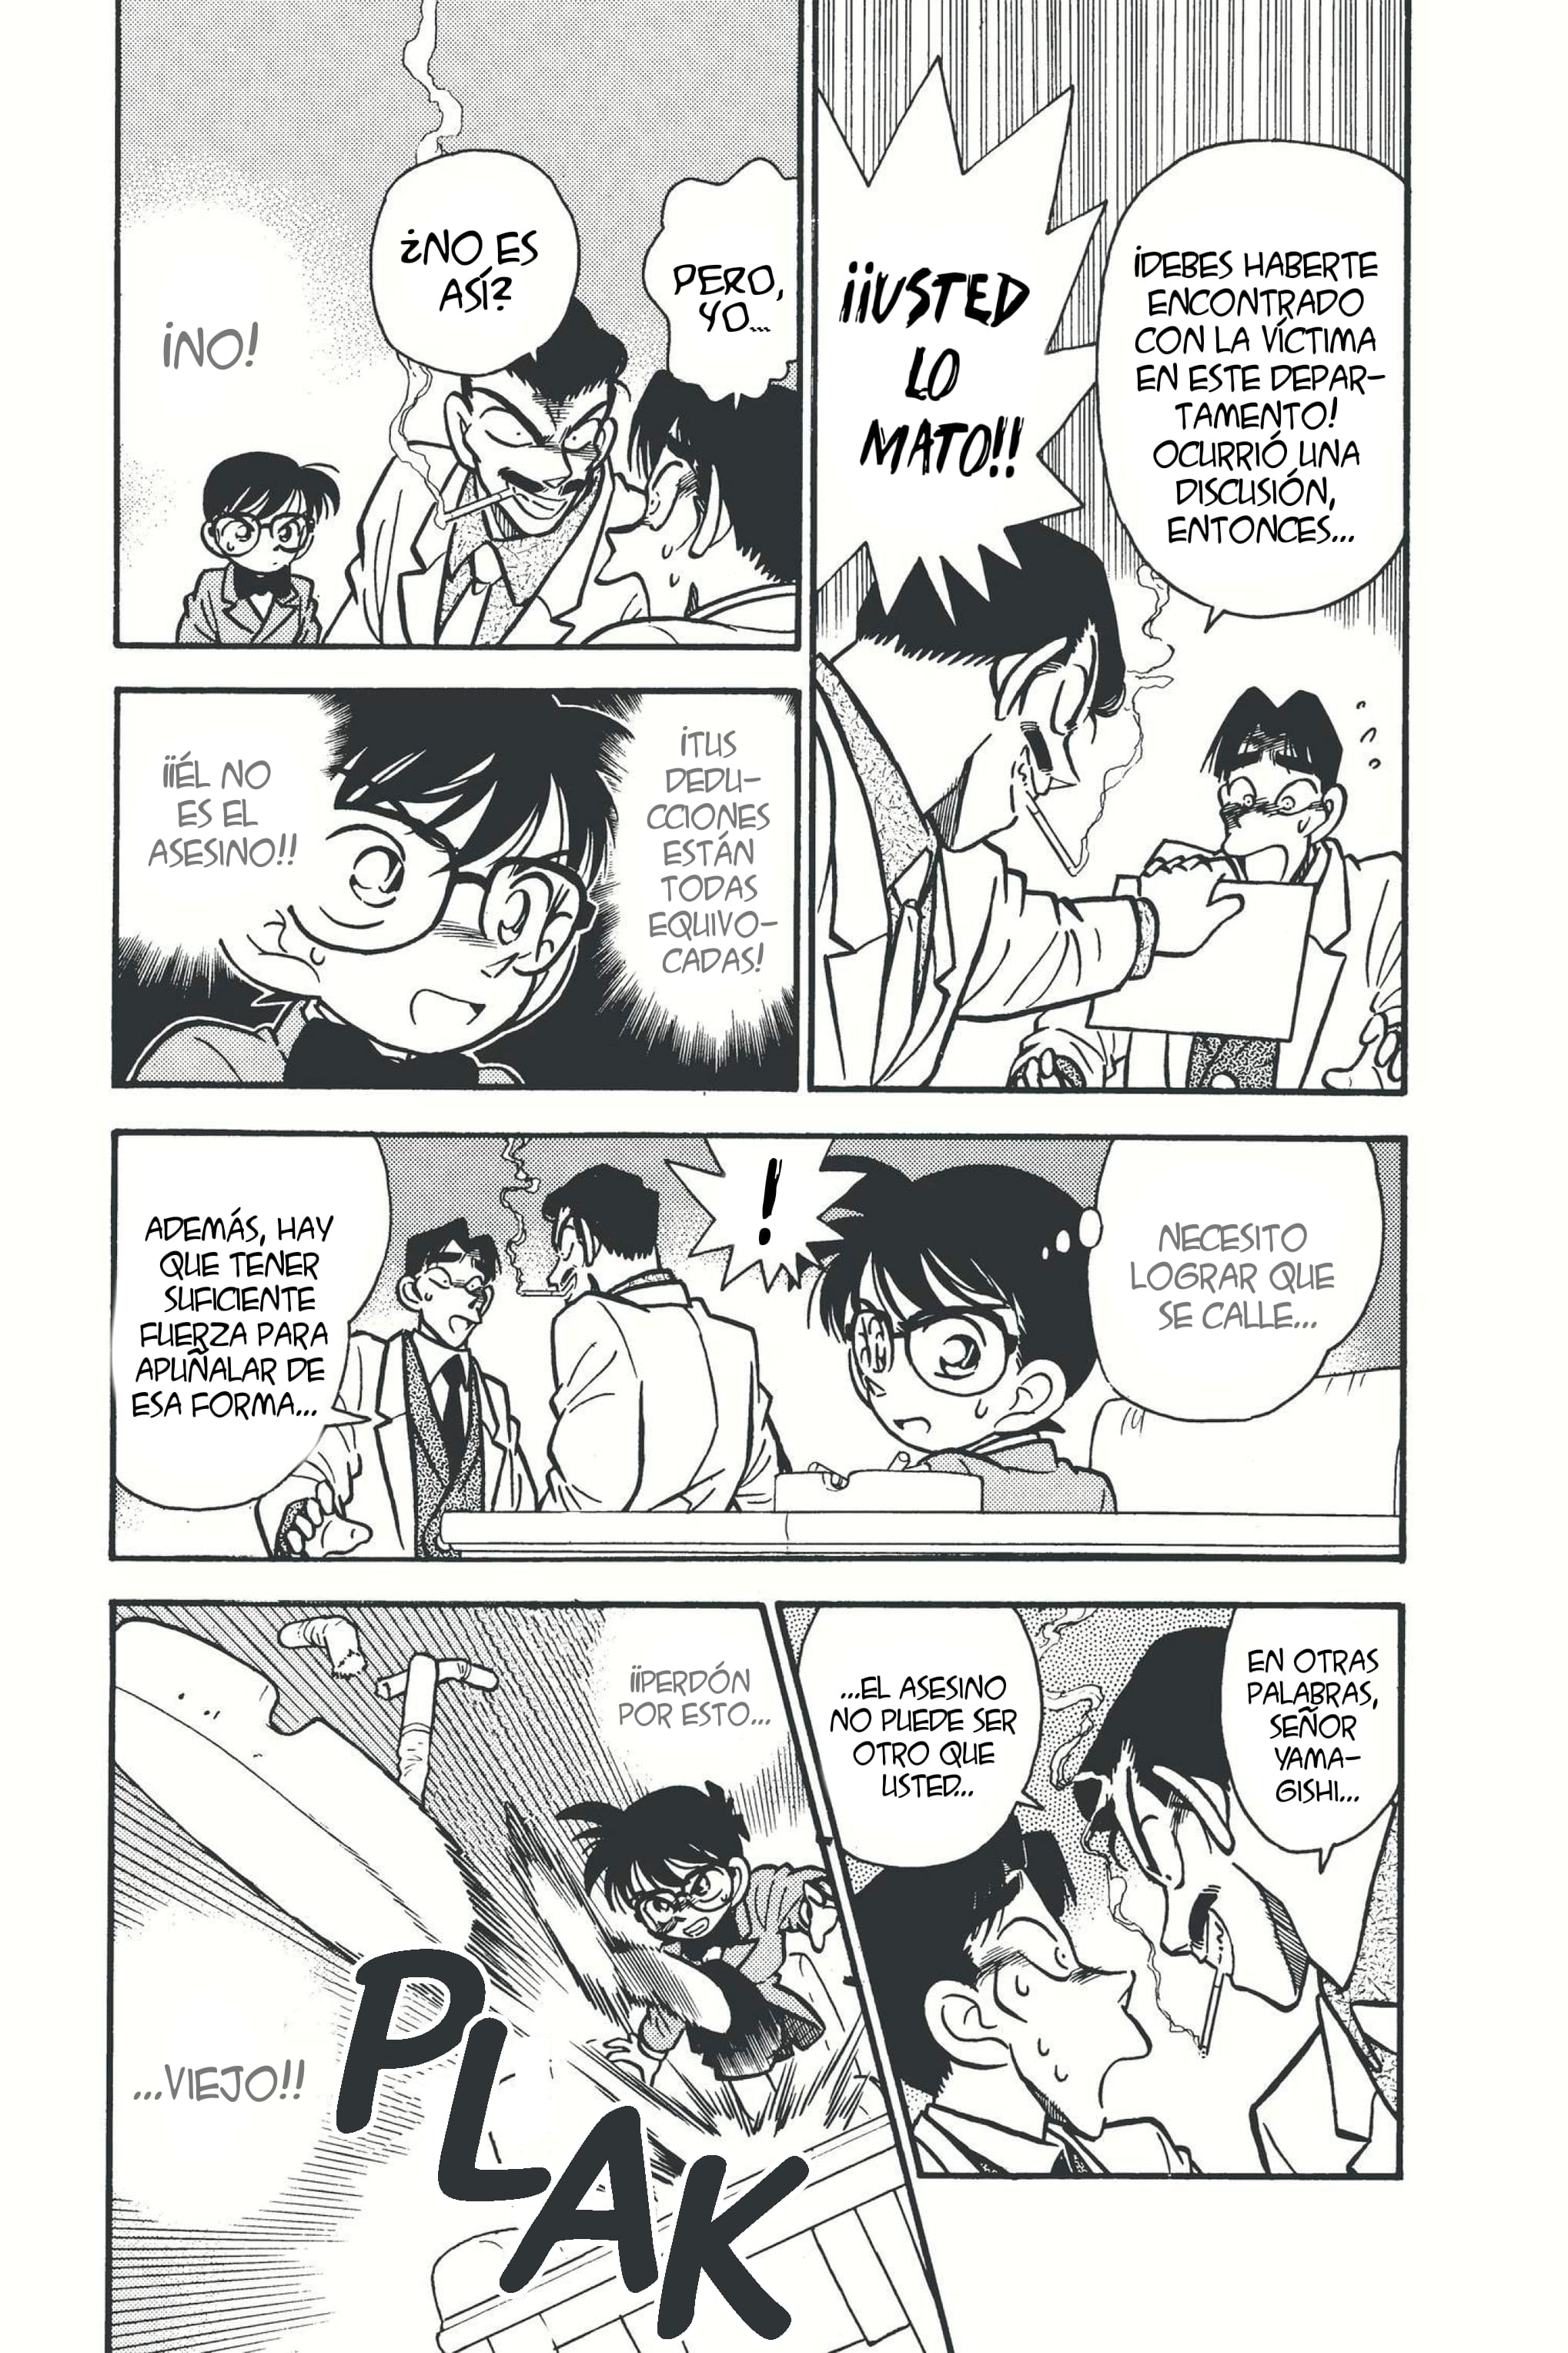 ¡DEBES HABERTE
ENCONTRADO
CON LA VÍCTIMA
EN ESTE DEPAR-
TAMENTO!
OCURRIÓ UNA
DISCUSIÓN,
ENTONCES...
¡¡USTED
LO
MATO!!
PERO,
YO...
¿NO ES
ASÍ?
¡NO!
¡TUS
DEDU-
CCIONES
ESTÁN
TODAS
EQUIVO-
CADAS!
¡¡ÉL NO
ES EL
ASESINO!!
NECESITO
LOGRAR QUE
SE CALLE...
!
ADEMÁS, HAY
QUE TENER
SUFICIENTE
FUERZA PARA
APUÑALAR DE
ESA FORMA...
EN OTRAS
PALABRAS,
SEÑOR
YAMA-
GISHI...
...EL ASESINO
NO PUEDE SER
OTRO QUE
USTED...
¡¡PERDÓN
POR ESTO...
...VIEJO!!
PLAK